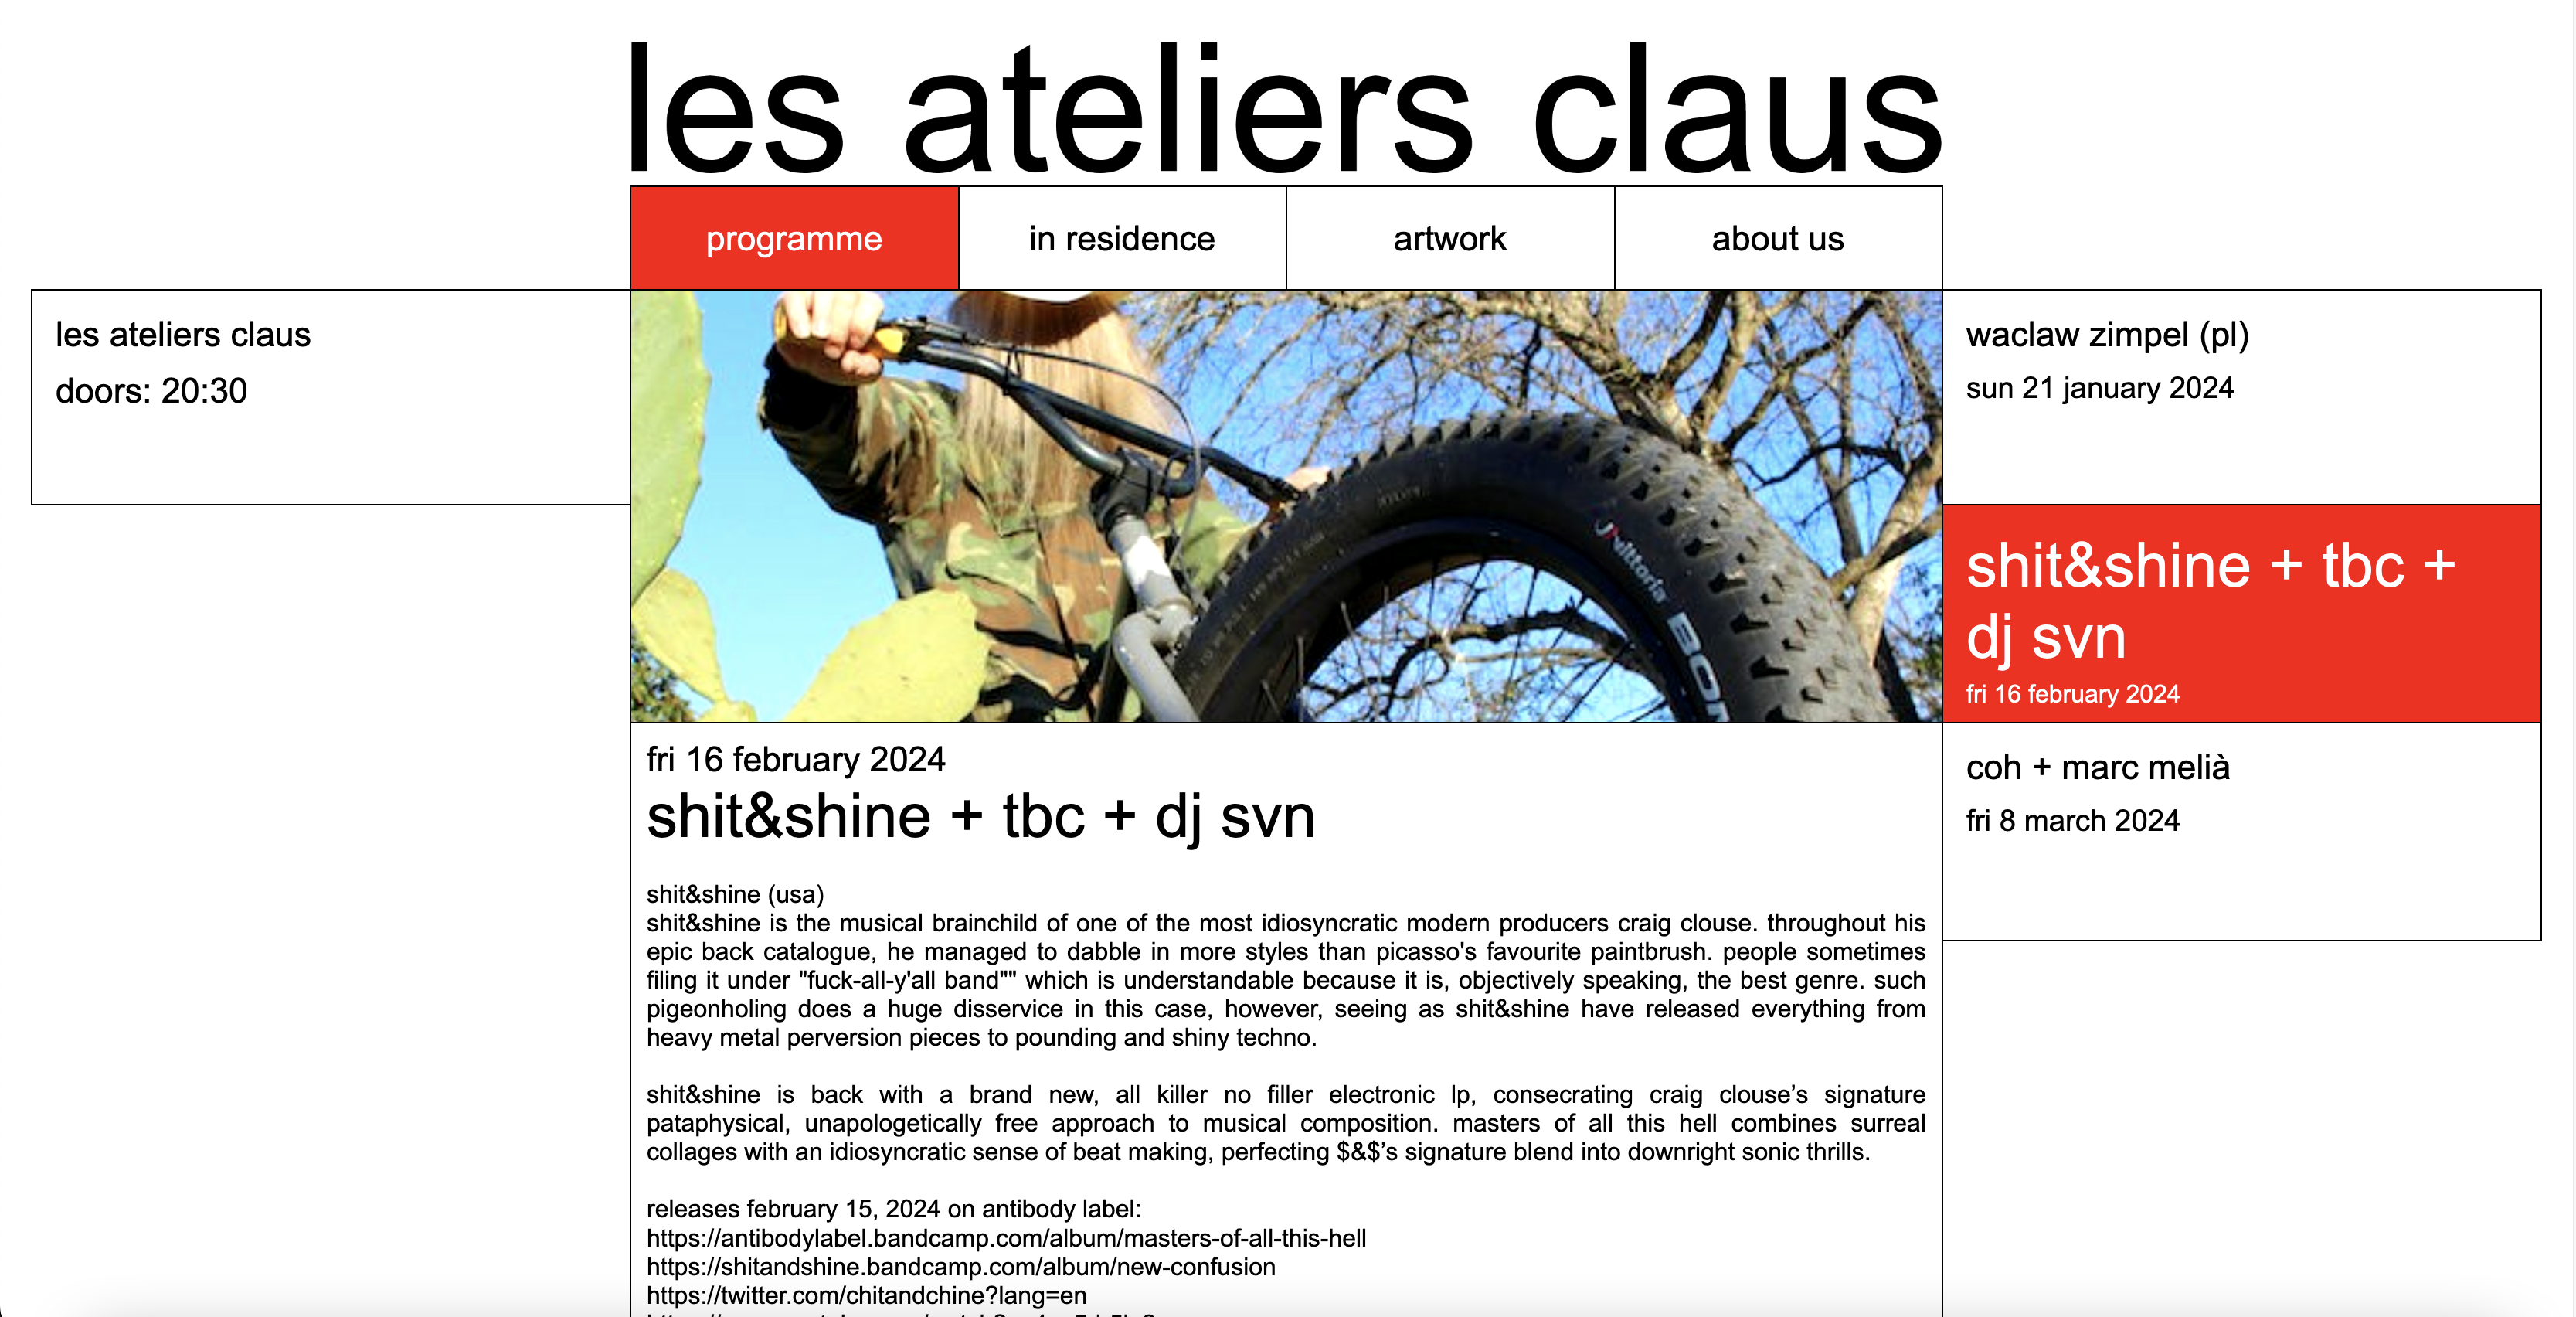 les ateliers claus
programme
in residence
artwork
about us
les ateliers claus
doors: 20:30
vittoria
waclaw zimpel (pl)
sun 21 january 2024
shit&shine + tbc +
dj svn
fri 16 february 2024
coh + marc melià
fri 8 march 2024
fri 16 february 2024
shit&shine + tbc + dj svn
shit&shine (usa)
shit&shine is the musical brainchild of one of the most idiosyncratic modern producers craig clouse. throughout his
epic back catalogue, he managed to dabble in more styles than picasso's favourite paintbrush. people sometimes
filing it under "fuck-all-y'all band"" which is understandable because it is, objectively speaking, the best genre. such
pigeonholing does a huge disservice in this case, however, seeing as shit&shine have released everything from
heavy metal perversion pieces to pounding and shiny techno.
shit&shine is back with a brand new, all killer no filler electronic lp, consecrating craig clouse’s signature
pataphysical, unapologetically free approach to musical composition. masters of all this hell combines surreal
collages with an idiosyncratic sense of beat making, perfecting $&$’s signature blend into downright sonic thrills.
releases february 15, 2024 on antibody label:
https://antibodylabel.bandcamp.com/album/masters-of-all-this-hell
https://shitandshine.bandcamp.com/album/new-confusion
https://twitter.com/chitandchine?lang=en